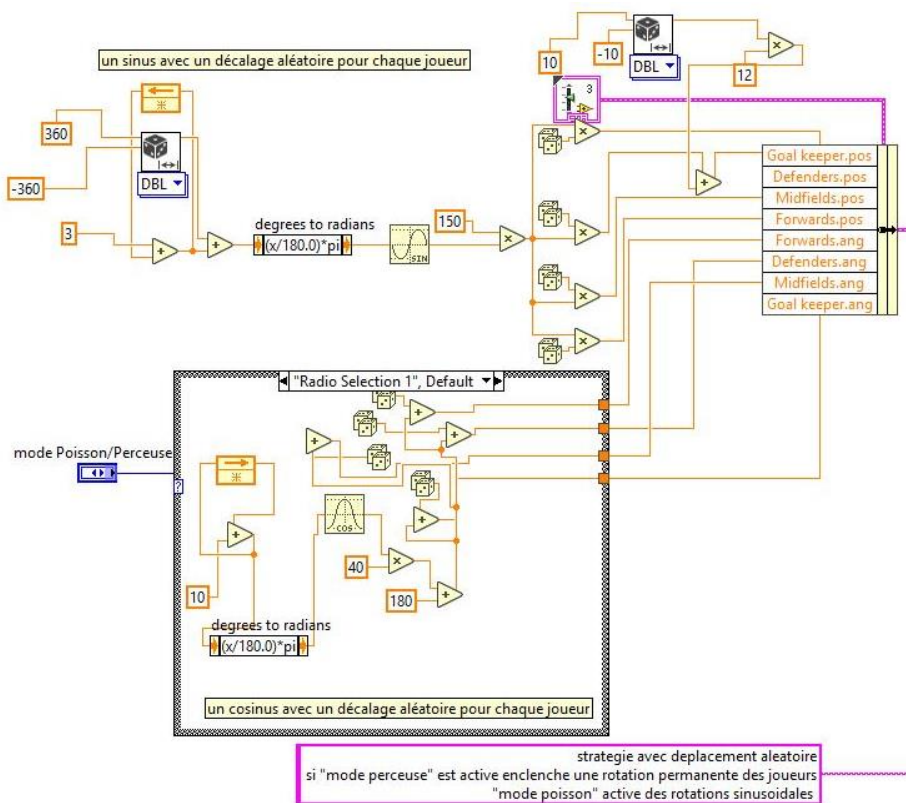 10
-10
DBL
12
un sinus avec un décalage aléatoire pour chaque joueur
3
360
-360
DBL
3
degrees to radians
(x/180.0)*pi
SIN
150
Goal keeper.pos
Defenders.pos
Midfields.pos
Forwards.pos
Forwards.ang
Defenders.ang
Midfields.ang
Goal keeper.ang
"Radio Selection 1", Default
mode Poisson/Perceuse
?
10
COS
40
180
degrees to radians
(x/180.0)*pi
un cosinus avec un décalage aléatoire pour chaque joueur
strategie avec deplacement aleatoire
si "mode perceuse" est active enclenche une rotation permanente des joueurs
"mode poisson" active des rotations sinusoidales